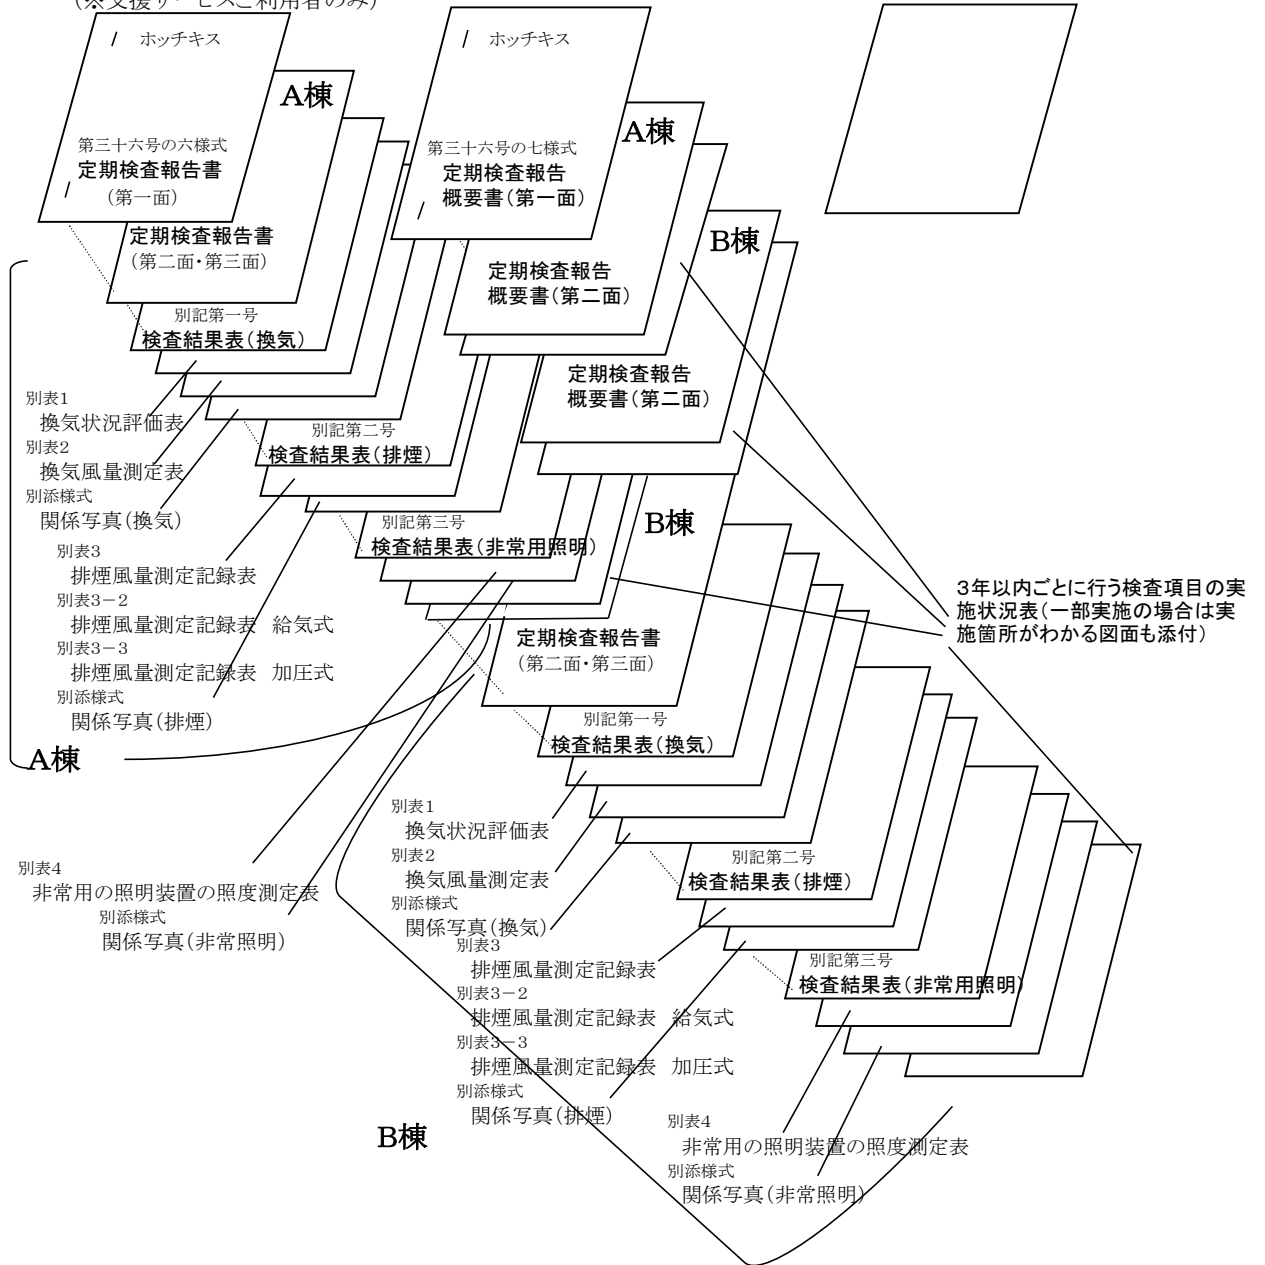 (※支援サービスご利用者のみ)
ホッチキス
第三十六号の六様式
定期検査報告書
(第一面)
A棟
定期検査報告書
(第二面・第三面)
別記第一号
検査結果表(換気)
別表1
換気状況評価表
別表2
換気風量測定表
別添様式
関係写真(換気)
別記第二号
検査結果表(排煙)
別表3
排煙風量測定記録表
別表3-2
排煙風量測定記録表 給気式
別表3-3
排煙風量測定記録表 加圧式
別添様式
関係写真(排煙)
別記第三号
検査結果表(非常用照明)
A棟
別表4
非常用の照明装置の照度測定表
別添様式
関係写真(非常照明)
ホッチキス
第三十六号の七様式
定期検査報告
概要書(第一面)
A棟
定期検査報告
概要書(第二面)
B棟
定期検査報告
概要書(第二面)
3年以内ごとに行う検査項目の実
施状況表(一部実施の場合は実
施箇所がわかる図面も添付)
B棟
定期検査報告書
(第二面・第三面)
別記第一号
検査結果表(換気)
別表1
換気状況評価表
別表2
換気風量測定表
別添様式
関係写真(換気)
別記第二号
検査結果表(排煙)
別表3
排煙風量測定記録表
別表3-2
排煙風量測定記録表 給気式
別表3-3
排煙風量測定記録表 加圧式
別添様式
関係写真(排煙)
別記第三号
検査結果表(非常用照明)
B棟
別表4
非常用の照明装置の照度測定表
別添様式
関係写真(非常照明)